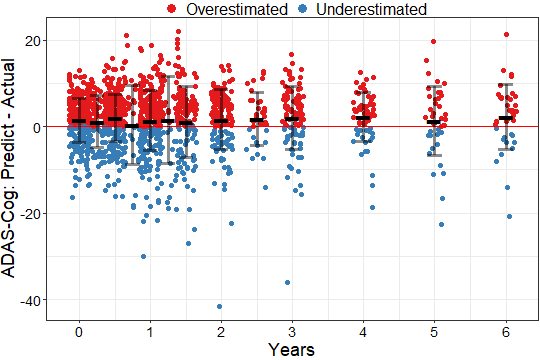 Overestimated Underestimated
ADAS-Cog: Predict - Actual
20
0
-20
-40
0 1 2 3 4 5 6
Years